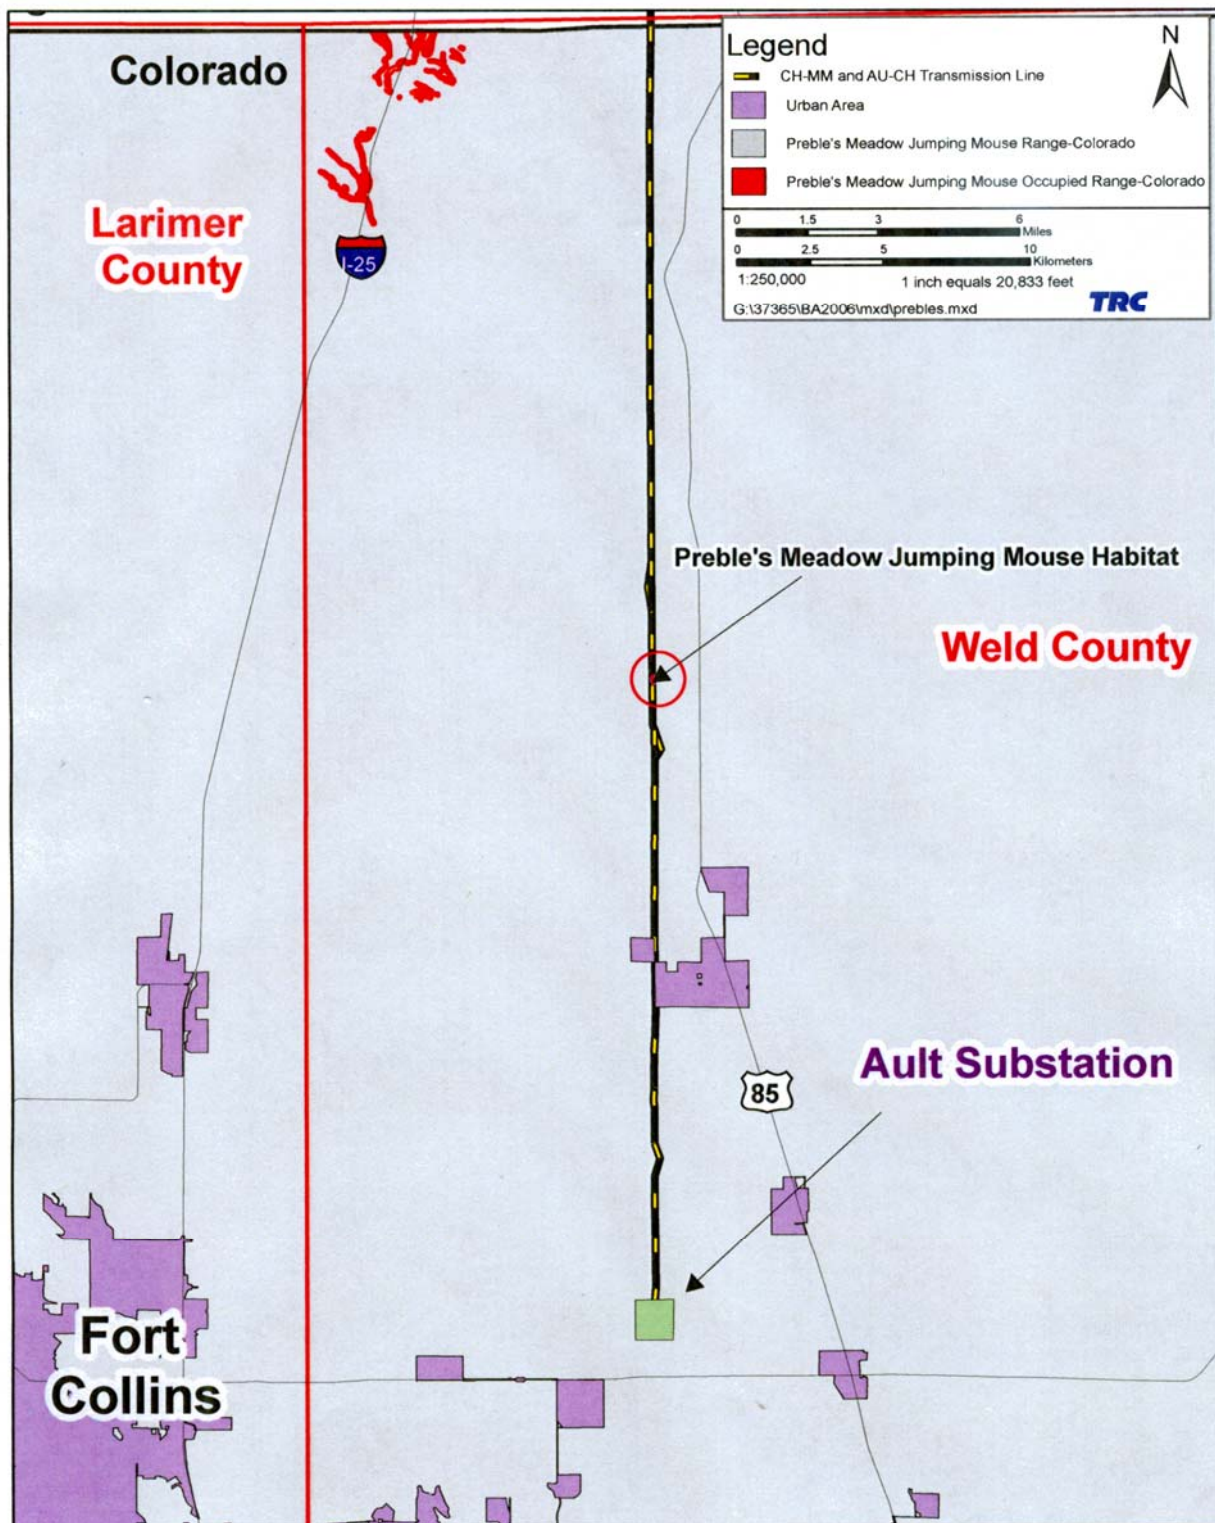 Colorado
Larimer
County
I-25
Legend
N
CH-MM and AU-CH Transmission Line
Urban Area
Preble's Meadow Jumping Mouse Range-Colorado
Preble's Meadow Jumping Mouse Occupied Range-Colorado
0 1.5 3 6
Miles
0 2.5 5 10
Kilometers
1:250,000 1 inch equals 20,833 feet
G:\37365\BA2006\mxd\prebles.mxd
TRC
Preble's Meadow Jumping Mouse Habitat
Weld County
Ault Substation
85
Fort
Collins